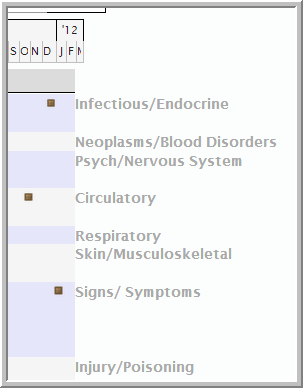 '12
S O N D J F M
Infectious/Endocrine
Neoplasms/Blood Disorders
Psych/Nervous System
Circulatory
Respiratory
Skin/Musculoskeletal
Signs/ Symptoms
Injury/Poisoning